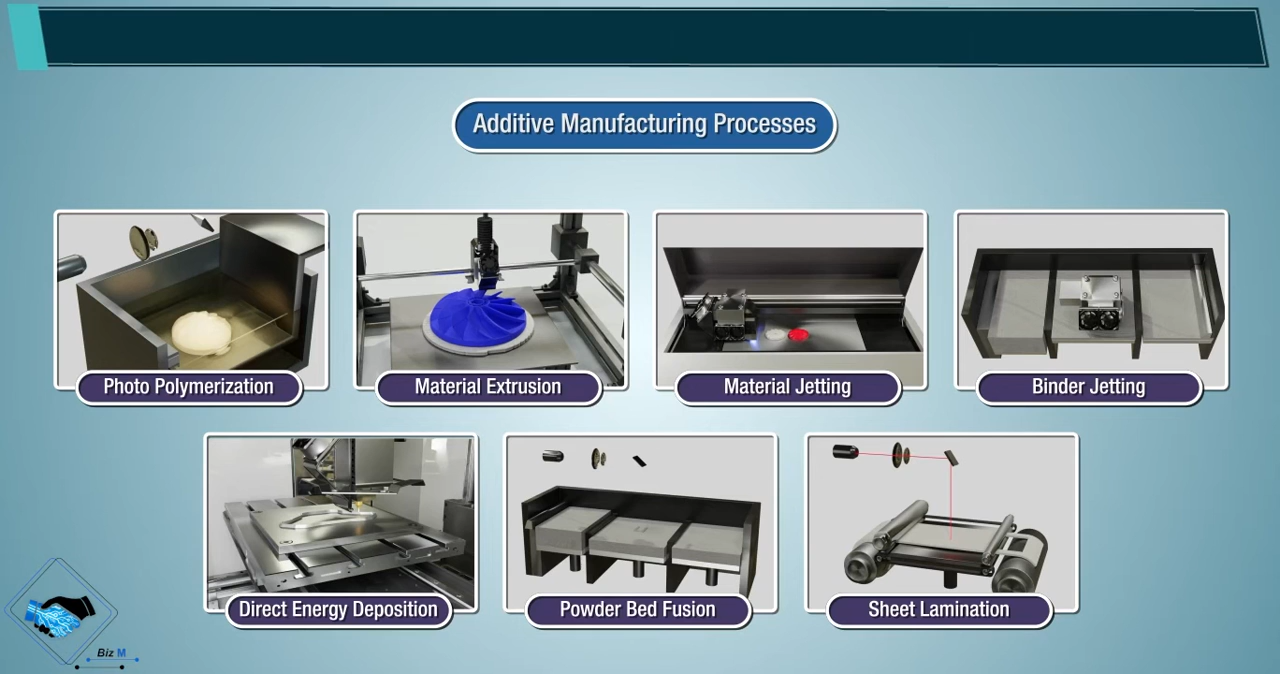 Additive Manufacturing Processes
Photo Polymerization
Material Extrusion
Material Jetting
Binder Jetting
Direct Energy Deposition
Powder Bed Fusion
Sheet Lamination
Biz M